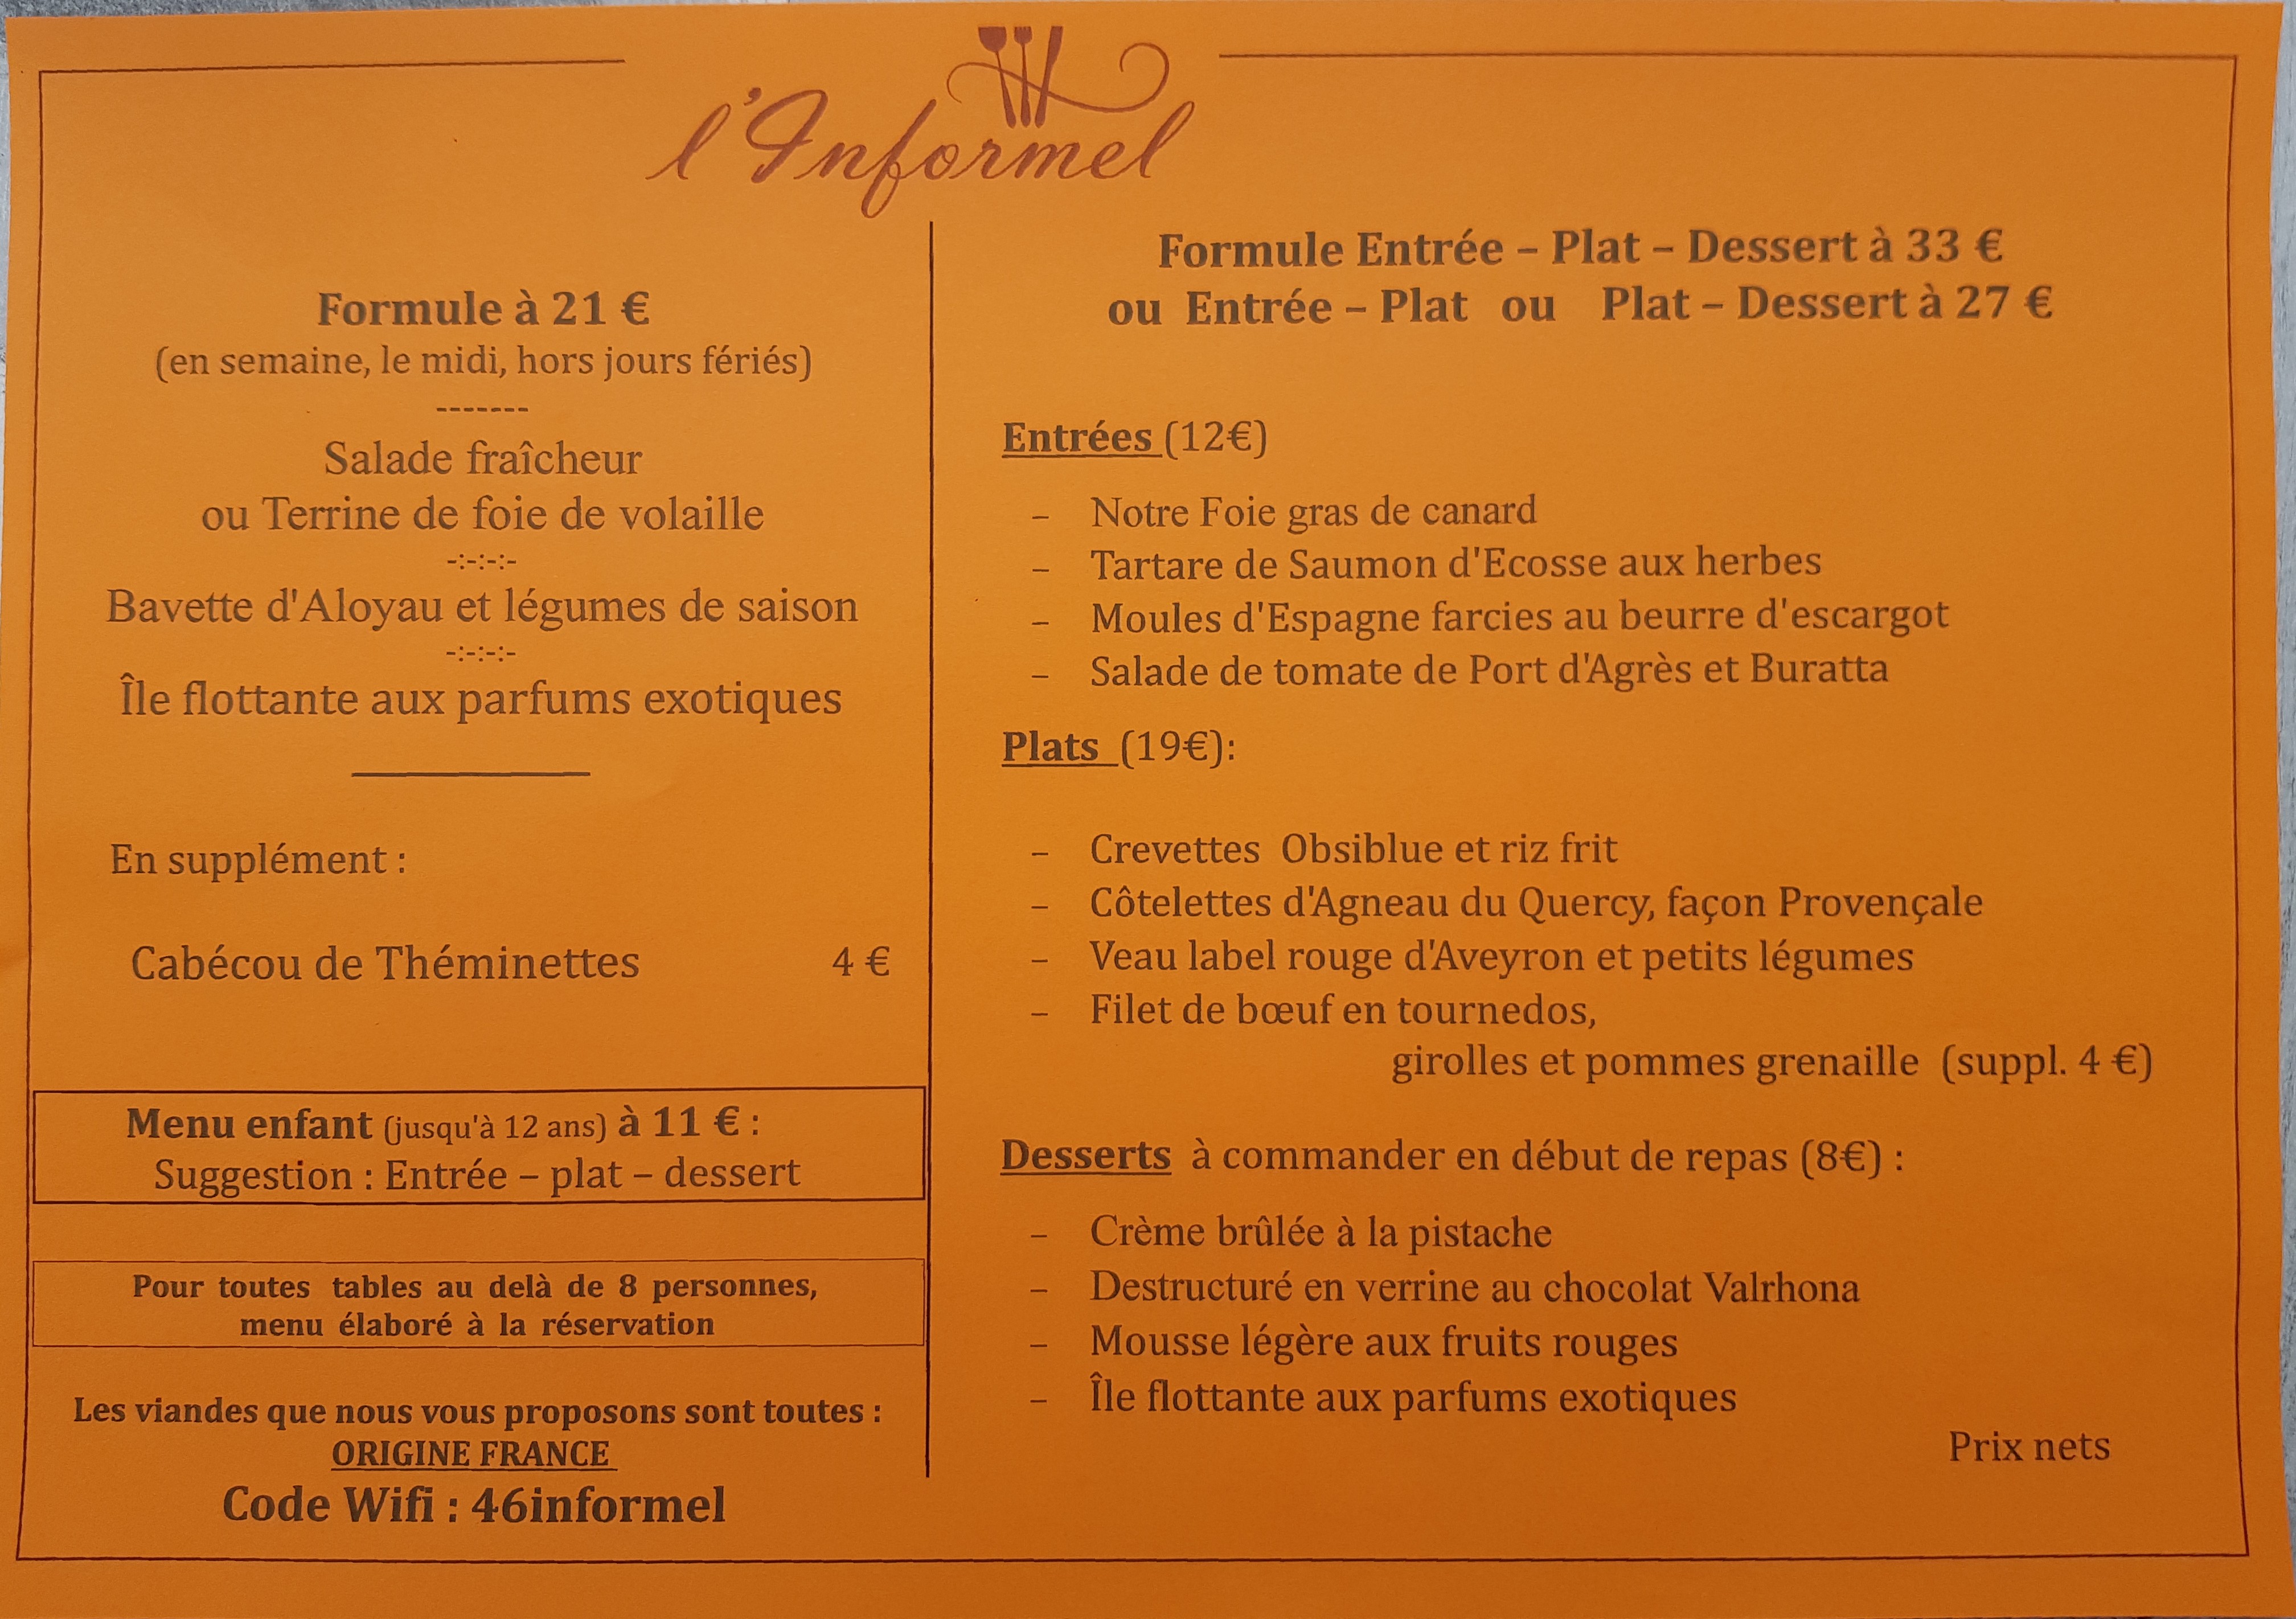 l'Informel
Formule à 21 €
(en semaine, le midi, hors jours fériés)
-------
Salade fraîcheur
ou Terrine de foie de volaille
-:-:-:-
Bavette d'Aloyau et légumes de saison
-:-:-:-
Île flottante aux parfums exotiques
En supplément :
Cabécou de Théminettes 4 €
Menu enfant (jusqu'à 12 ans) à 11 € :
Suggestion : Entrée – plat – dessert
Pour toutes tables au delà de 8 personnes,
menu élaboré à la réservation
Les viandes que nous vous proposons sont toutes :
ORIGINE FRANCE
Code Wifi : 46informel
Formule Entrée – Plat – Dessert à 33 €
ou Entrée – Plat ou Plat – Dessert à 27 €
Entrées (12€)
– Notre Foie gras de canard
– Tartare de Saumon d'Ecosse aux herbes
– Moules d'Espagne farcies au beurre d'escargot
– Salade de tomate de Port d'Agrès et Buratta
Plats (19€):
– Crevettes Obsiblue et riz frit
– Côtelettes d'Agneau du Quercy, façon Provençale
– Veau label rouge d'Aveyron et petits légumes
– Filet de bœuf en tournedos,
girolles et pommes grenaille (suppl. 4 €)
Desserts à commander en début de repas (8€) :
– Crème brûlée à la pistache
– Destructuré en verrine au chocolat Valrhona
– Mousse légère aux fruits rouges
– Île flottante aux parfums exotiques
Prix nets